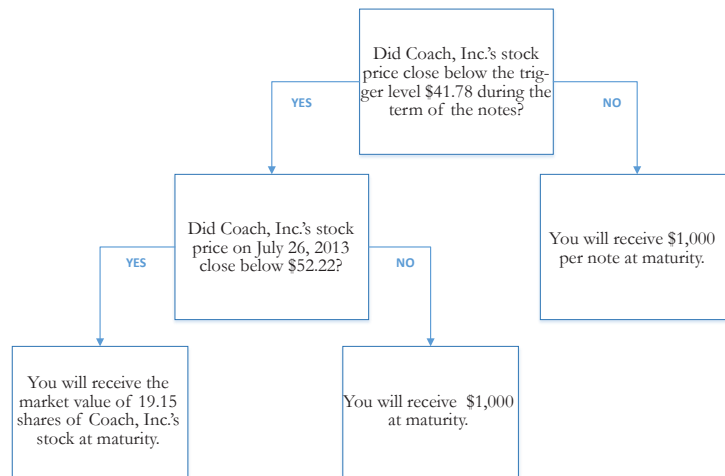 Did Coach, Inc.'s stock
price close below the trig-
ger level $41.78 during the
term of the notes?
YES
NO
Did Coach, Inc.'s stock
price on July 26, 2013
close below $52.22?
You will receive $1,000
per note at maturity.
YES
NO
You will receive the
market value of 19.15
shares of Coach, Inc.'s
stock at maturity.
You will receive $1,000
at maturity.